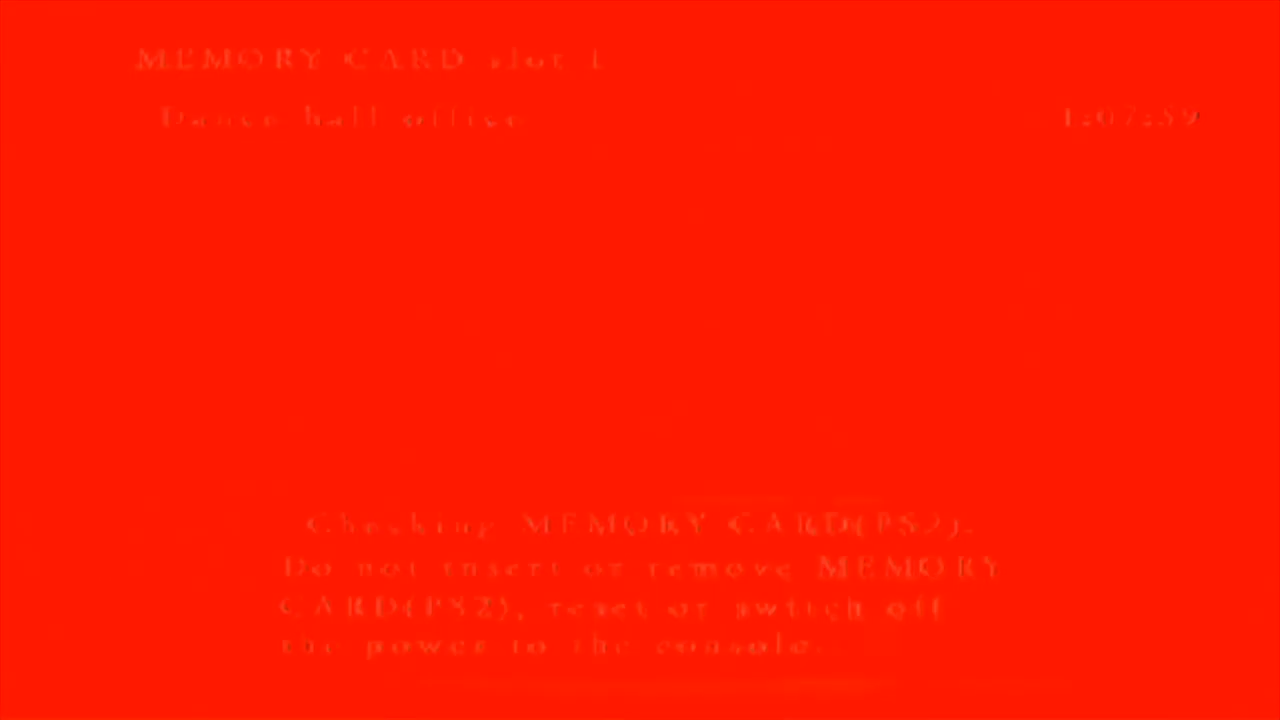 MEMORY CARD slot 1
Dance hall office 1:07:59
Checking MEMORY CARD(PS2).
Do not insert or remove MEMORY
CARD(PS2), reset or switch off
the power to the console.